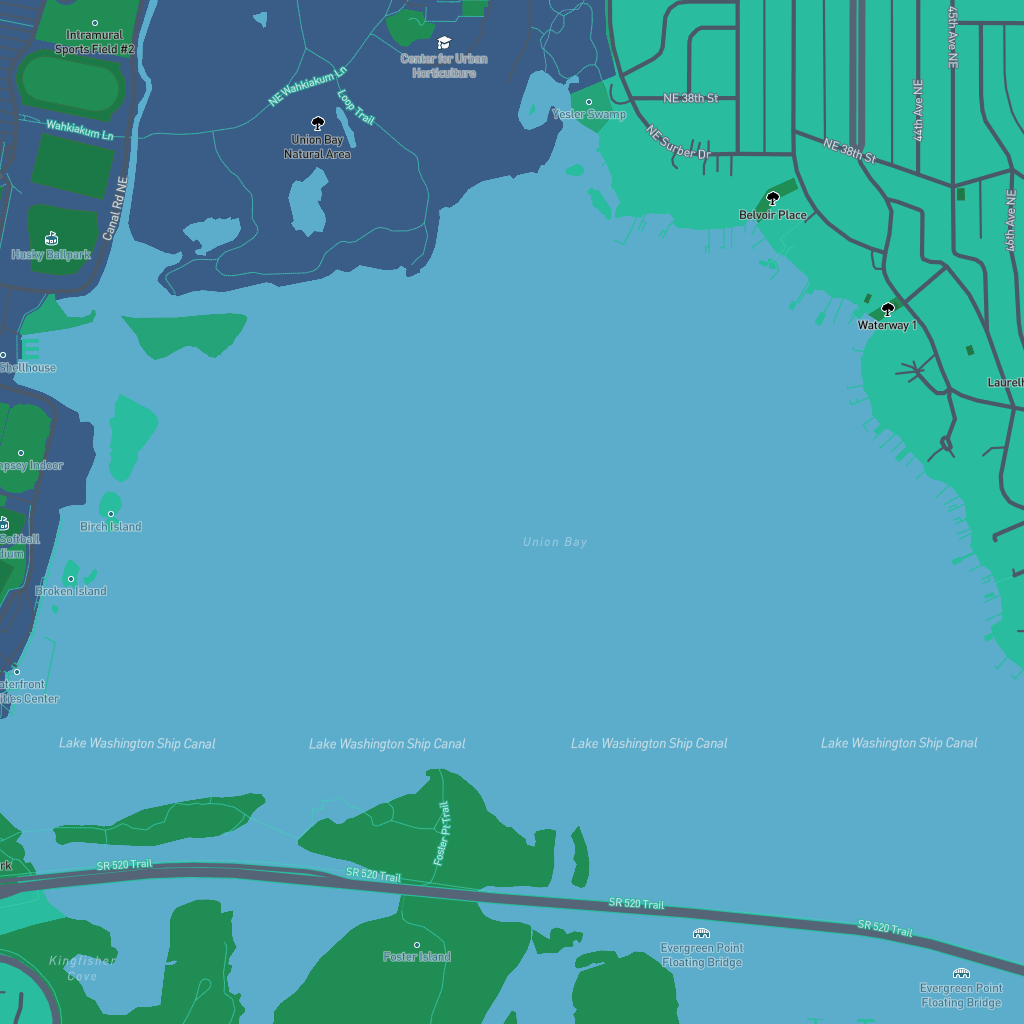 Intramural
Sports Field #2
Center for Urban
Horticulture
NE Wahkiakum Ln
Loop Trail
Wahkiakum Ln
Union Bay
Natural Area
Canal Rd NE
Husky Ballpark
Yesler Swamp
NE 38th St
NE Surber Dr
NE 38th St
44th Ave NE
45th Ave NE
46th Ave NE
Belvoir Place
Waterway 1
Laurelh
Shellhouse
mpsey Indoor
Softball
dium
Birch Island
Broken Island
aterfront
ities Center
Union Bay
Lake Washington Ship Canal
Lake Washington Ship Canal
Lake Washington Ship Canal
Lake Washington Ship Canal
Foster Pt Trail
rk
SR 520 Trail
SR 520 Trail
SR 520 Trail
SR 520 Trail
Kingfisher
Cove
Foster Island
Evergreen Point
Floating Bridge
Evergreen Point
Floating Bridge